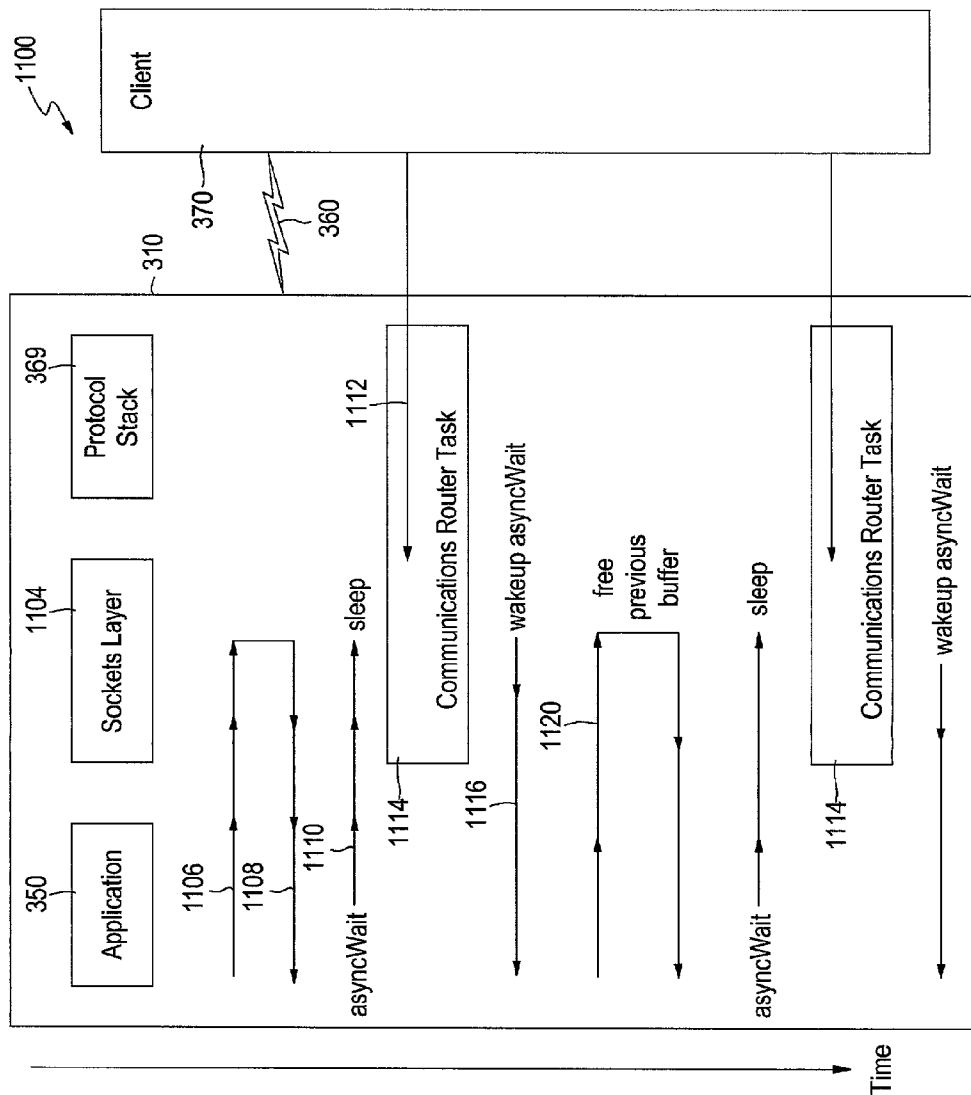 1100
Client
370
360
310
369
Protocol
Stack
1104
Sockets Layer
350
Application
1106
1108
1110
asyncWait
sleep
1112
Communications Router Task
1114
wakeup asyncWait
1116
free
previous
buffer
1120
asyncWait
sleep
Communications Router Task
1114
wakeup asyncWait
Time